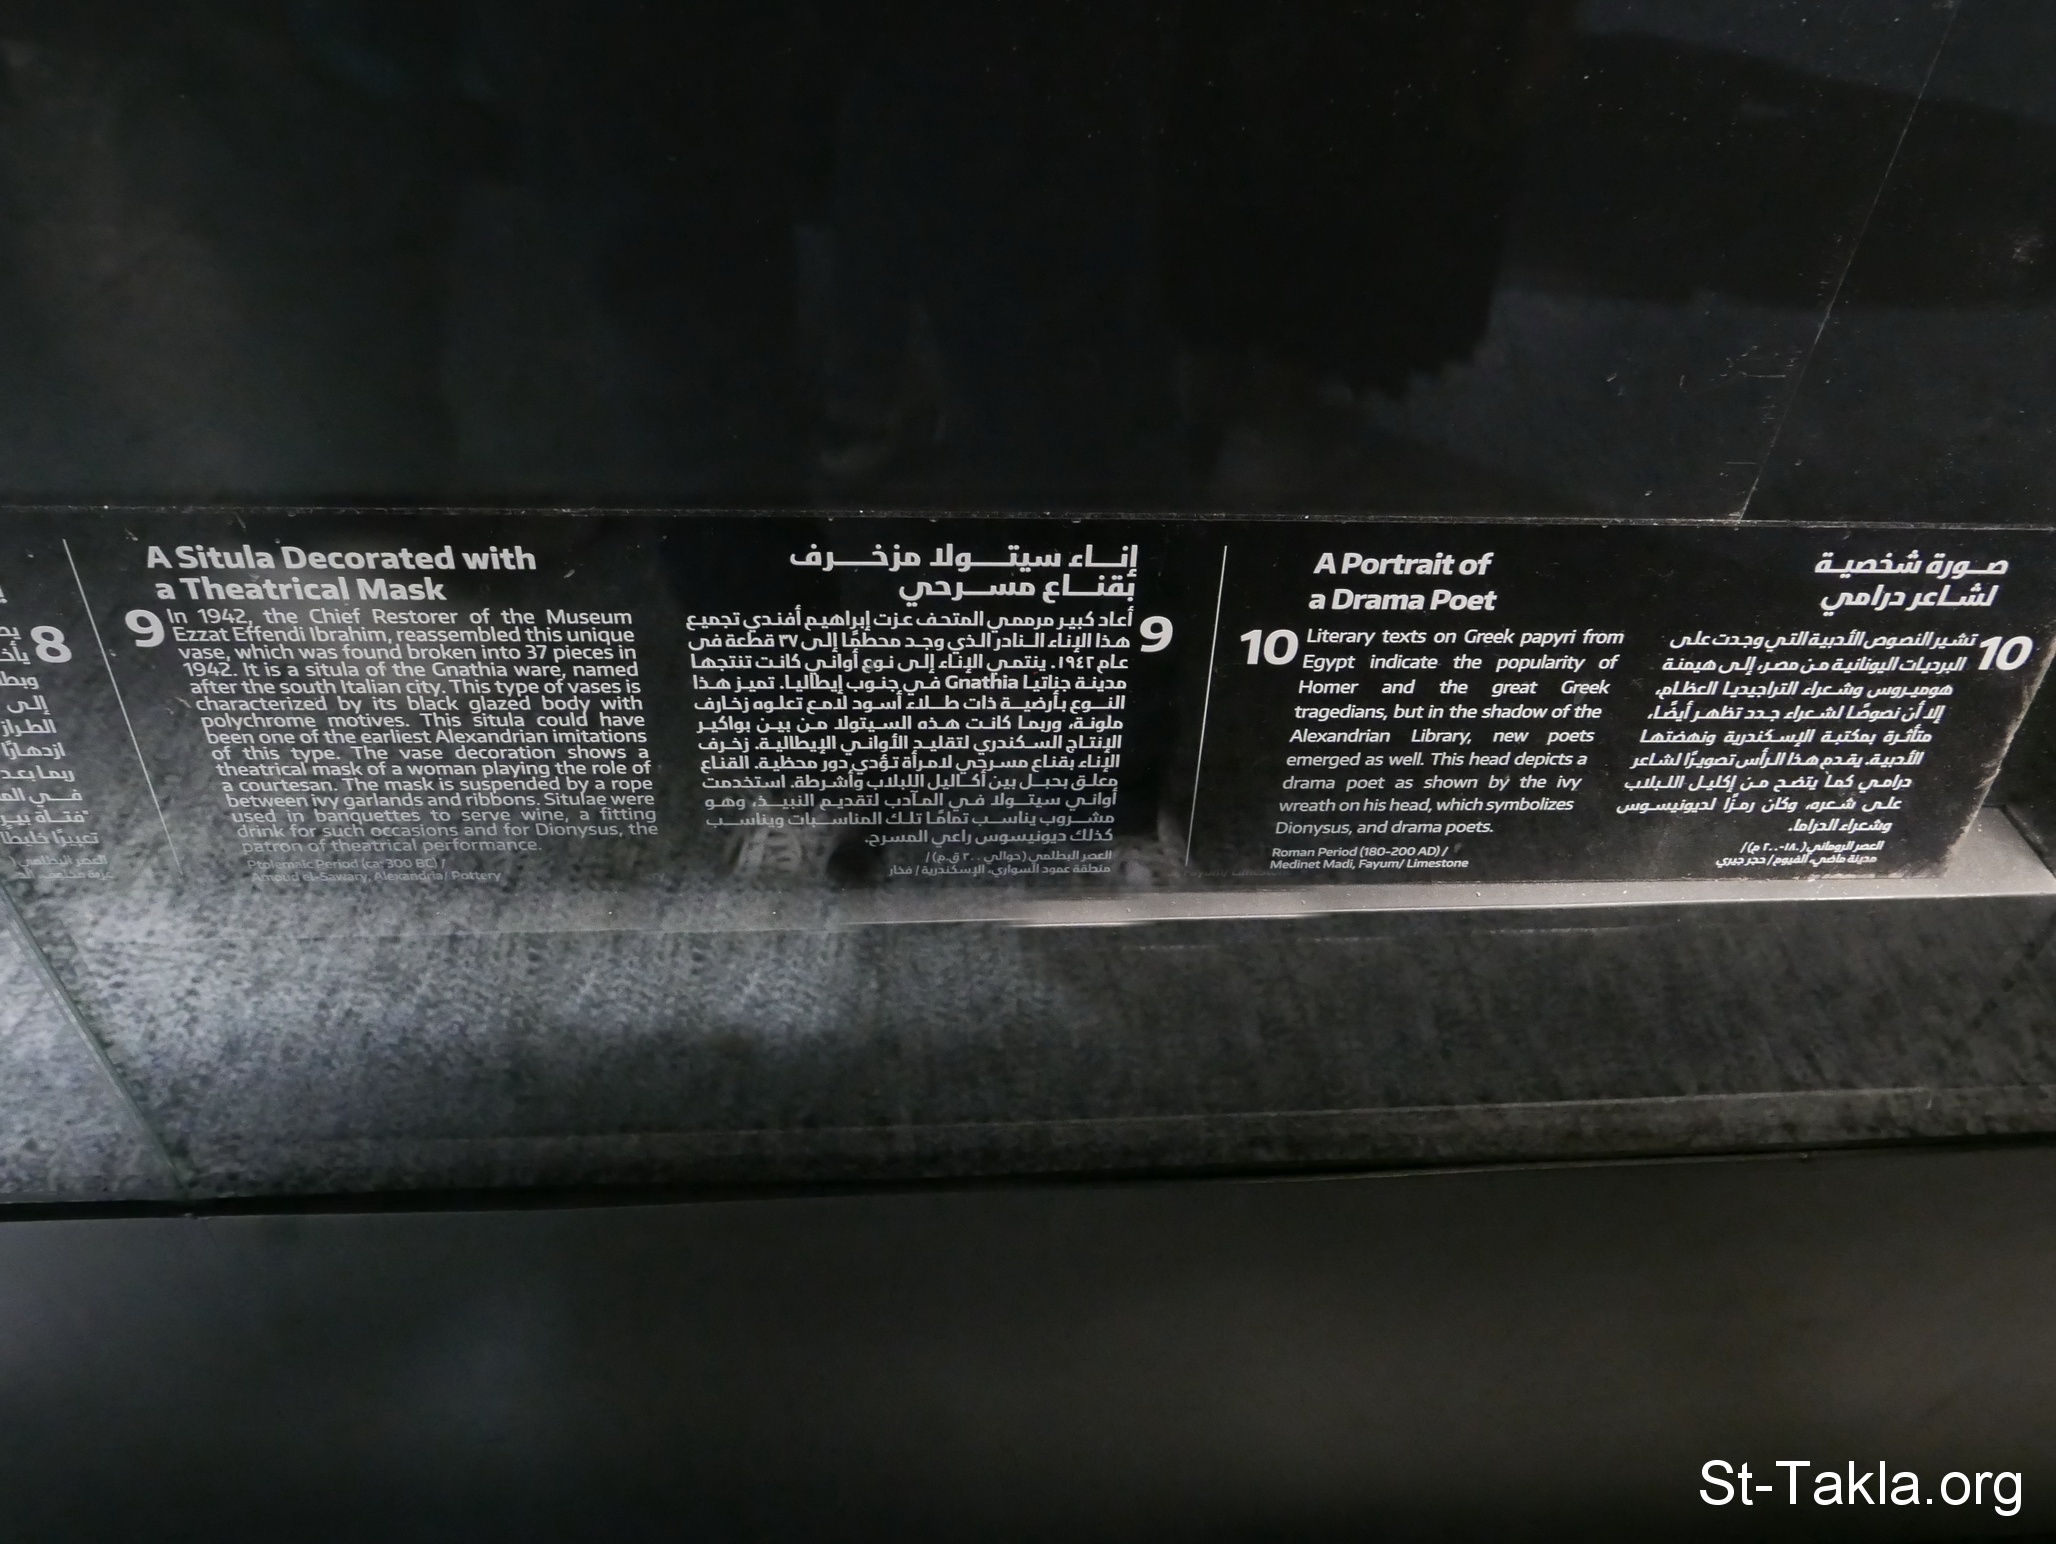 8
A Situla Decorated with
a Theatrical Mask
9
In 1942, the Chief Restorer of the Museum
Ezzat Effendi Ibrahim, reassembled this unique
vase, which was found broken into 37 pieces in
1942. It is a situla of the Gnathia ware, named
after the south Italian city. This type of vases is
characterized by its black glazed body with
polychrome motives. This situla could have
been one of the earliest Alexandrian imitations
of this type. The vase decoration shows a
theatrical mask of a woman playing the role of
a courtesan. The mask is suspended by a rope
between ivy garlands and ribbons. Situlae were
used in banquettes to serve wine, a fitting
drink for such occasions and for Dionysus, the
patron of theatrical performance.
Ptolemaic Period (ca: 300 BC) /
Amoud el-Sawary, Alexandria/ Pottery
إناء سيتولا مزخرف
بقناع مسرحي
9
أعاد كبير مرممي المتحف عزت إبراهيم أفندي تجميع
هذا الإناء النادر الذي وجد محطمًا إلى ٣٧ قطعة فى
عام ١٩٤٢. ينتمي الإناء إلى نوع أواني كانت تنتجها
مدينة جناتيا Gnathia في جنوب إيطاليا. تميز هذا
النوع بأرضية ذات طلاء أسود لامع تعلوه زخارف
ملونة، وربما كانت هذه السيتولا من بين بواكير
الإنتاج السكندري لتقليد الأواني الإيطالية. زخرف
الإناء بقناع مسرحي لامرأة تؤدي دور محظية. القناع
معلق بحبل بين أكاليل اللبلاب وأشرطة. استخدمت
أواني سيتولا في المآدب لتقديم النبيذ، وهو
مشروب يناسب تمامًا تلك المناسبات ويناسب
كذلك ديونيسوس راعي المسرح.
العصر البطلمي (حوالي ٣٠٠ ق.م) /
منطقة عمود السواري، الإسكندرية / فخار
A Portrait of
a Drama Poet
10
Literary texts on Greek papyri from
Egypt indicate the popularity of
Homer and the great Greek
tragedians, but in the shadow of the
Alexandrian Library, new poets
emerged as well. This head depicts a
drama poet as shown by the ivy
wreath on his head, which symbolizes
Dionysus, and drama poets.
Roman Period (180-200 AD) /
Medinet Madi, Fayum/ Limestone
صورة شخصية
لشاعر درامي
10
تشير النصوص الأدبية التي وجدت على
البرديات اليونانية من مصر، إلى هيمنة
هوميروس وشعراء التراجيديا العظام،
إلا أن نصوصًا لشعراء جدد تظهر أيضًا،
متأثرة بمكتبة الإسكندرية ونهضتها
الأدبية. يقدم هذا الرأس تصويرًا لشاعر
درامي كما يتضح من إكليل اللبلاب
على شعره، وكان رمزًا لديونيسوس
وشعراء الدراما.
العصر الروماني (١٨٠-٢٠٠ م) /
مدينة ماضي، الفيوم/ حجر جيري
St-Takla.org